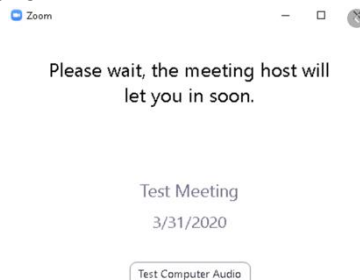 Zoom
Please wait, the meeting host will
let you in soon.
Test Meeting
3/31/2020
Test Computer Audio